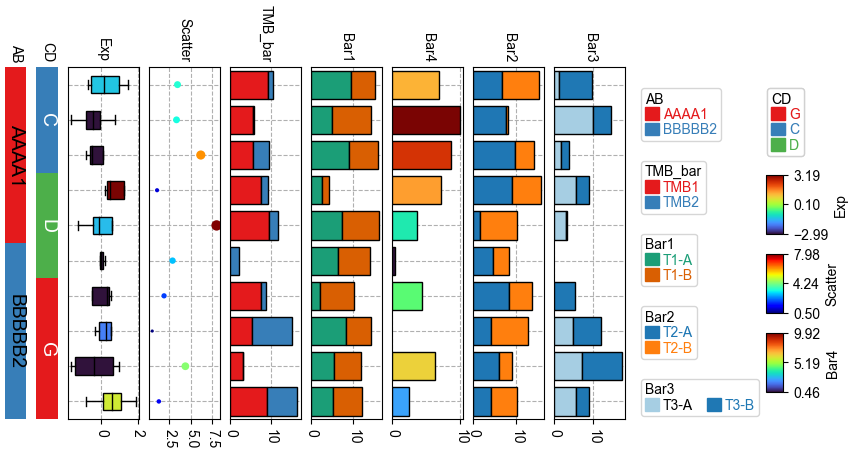 AB
CD
Exp
Scatter
TMB_bar
Bar1
Bar4
Bar2
Bar3
AAAA1
BBBBB2
C
D
G
0 2
2.5 5.0 7.5
0 10
0 10
0 10
0 10
0 10
AB
AAAA1
BBBBB2
CD
G
C
D
TMB_bar
TMB1
TMB2
3.19
0.10
-2.99
Exp
Bar1
T1-A
T1-B
7.98
4.24
0.50
Scatter
Bar2
T2-A
T2-B
9.92
5.19
0.46
Bar4
Bar3
T3-A T3-B